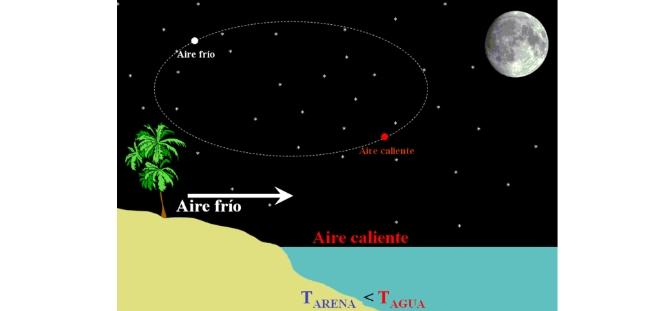 Aire frío
Aire caliente
Aire frío
Aire caliente
TARENA < TAGUA